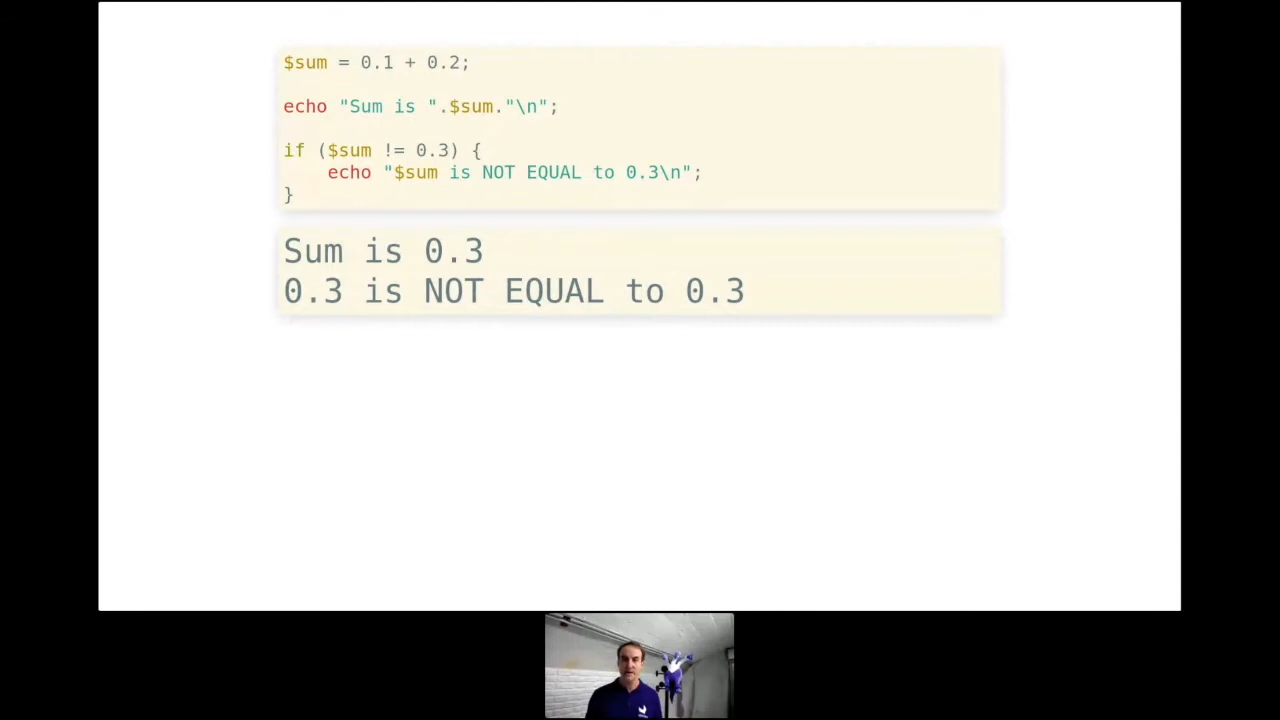 $sum = 0.1 + 0.2;
echo "Sum is ".$sum."\n";
if ($sum != 0.3) {
    echo "$sum is NOT EQUAL to 0.3\n";
}
Sum is 0.3
0.3 is NOT EQUAL to 0.3